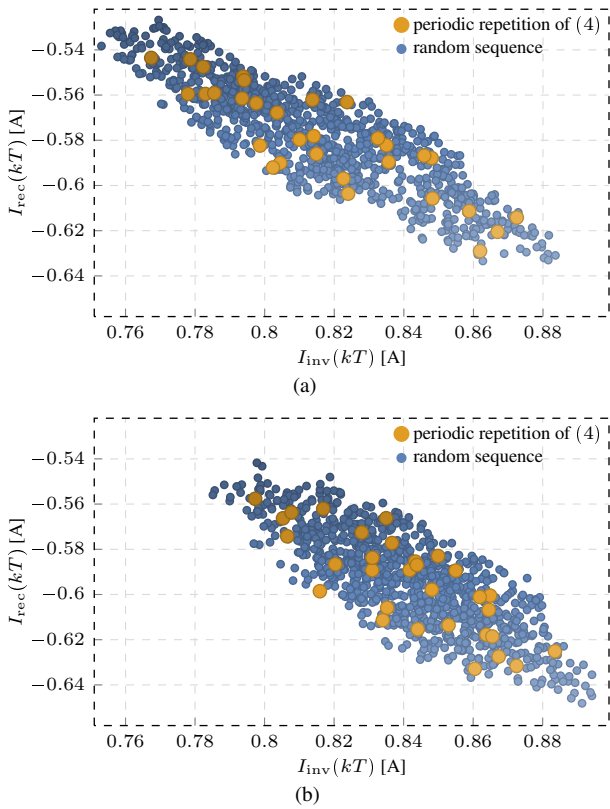 periodic repetition of (4)
random sequence
−0.54
−0.56
−0.58
−0.6
−0.62
−0.64
I_rec(kT) [A]
0.76 0.78 0.8 0.82 0.84 0.86 0.88
I_inv(kT) [A]
(a)
periodic repetition of (4)
random sequence
−0.54
−0.56
−0.58
−0.6
−0.62
−0.64
I_rec(kT) [A]
0.76 0.78 0.8 0.82 0.84 0.86 0.88
I_inv(kT) [A]
(b)